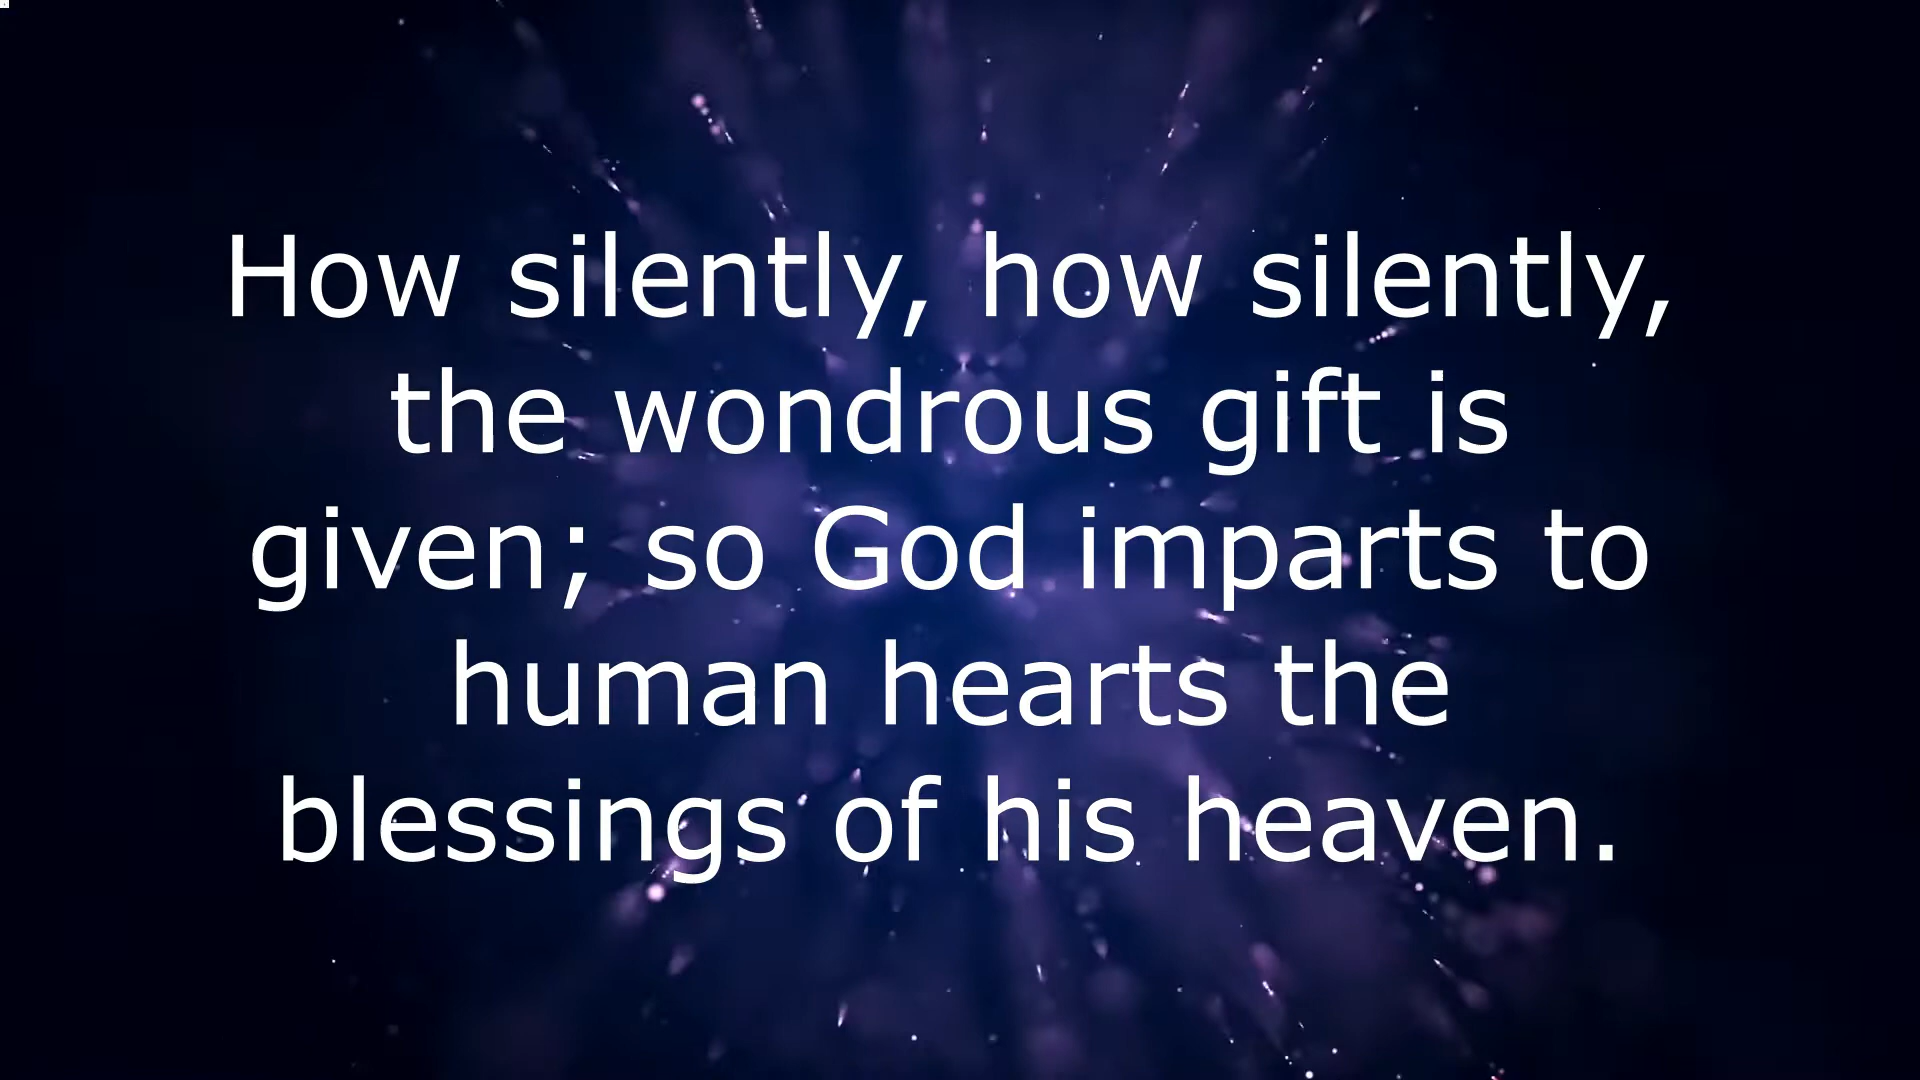 How silently, how silently,
the wondrous gift is
given; so God imparts to
human hearts the
blessings of his heaven.